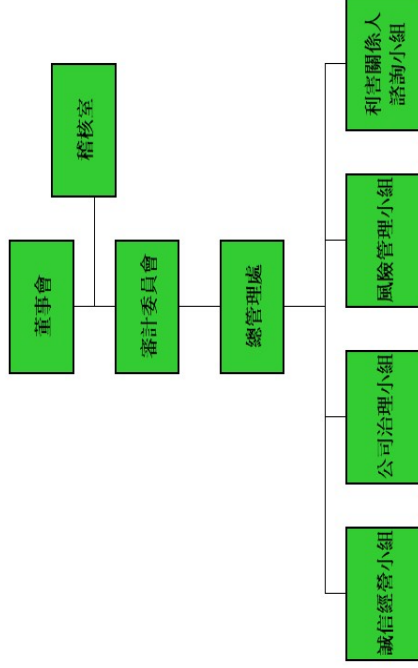 董事會
稽核室
審計委員會
總管理處
誠信經營小組
公司治理小組
風險管理小組
利害關係人
諮詢小組